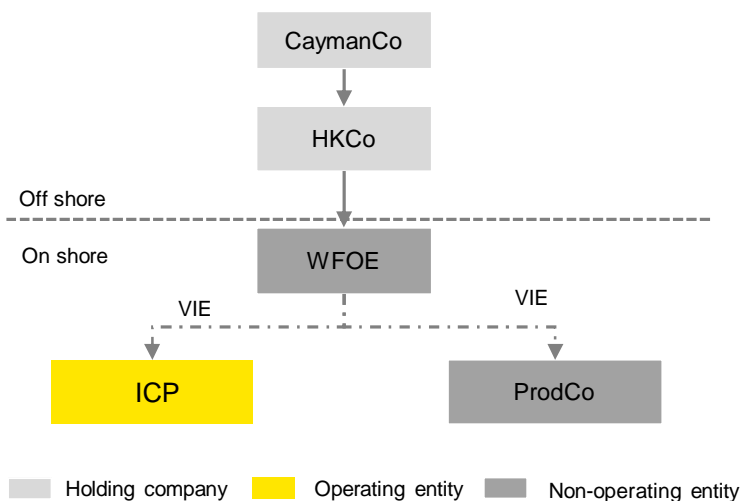 CaymanCo
HKCo
Off shore
On shore
WFOE
VIE
VIE
ICP
ProdCo
Holding company
Operating entity
Non-operating entity